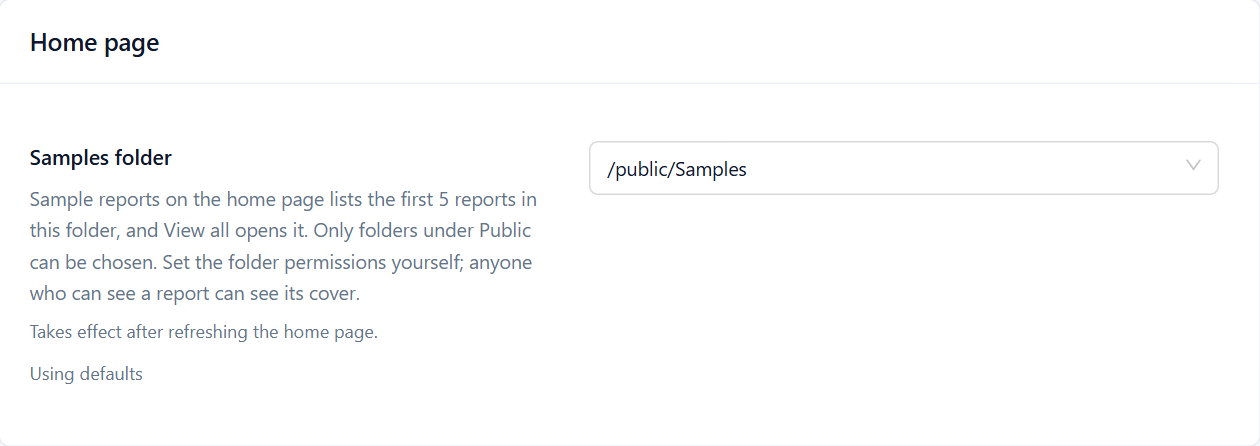 Home page
Samples folder
/public/Samples
Sample reports on the home page lists the first 5 reports in
this folder, and View all opens it. Only folders under Public
can be chosen. Set the folder permissions yourself; anyone
who can see a report can see its cover.
Takes effect after refreshing the home page.
Using defaults